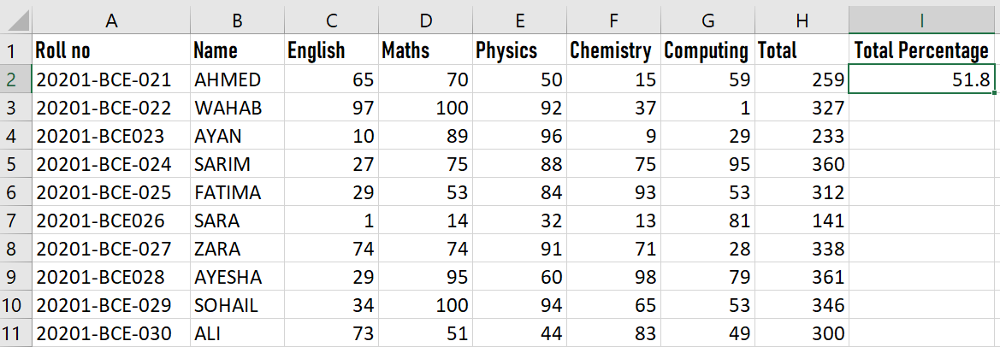 A B C D E F G H I
1 Roll no Name English Maths Physics Chemistry Computing Total Total Percentage
2 20201-BCE-021 AHMED 65 70 50 15 59 259 51.8
3 20201-BCE-022 WAHAB 97 100 92 37 1 327
4 20201-BCE023 AYAN 10 89 96 9 29 233
5 20201-BCE-024 SARIM 27 75 88 75 95 360
6 20201-BCE-025 FATIMA 29 53 84 93 53 312
7 20201-BCE026 SARA 1 14 32 13 81 141
8 20201-BCE-027 ZARA 74 74 91 71 28 338
9 20201-BCE028 AYESHA 29 95 60 98 79 361
10 20201-BCE-029 SOHAIL 34 100 94 65 53 346
11 20201-BCE-030 ALI 73 51 44 83 49 300